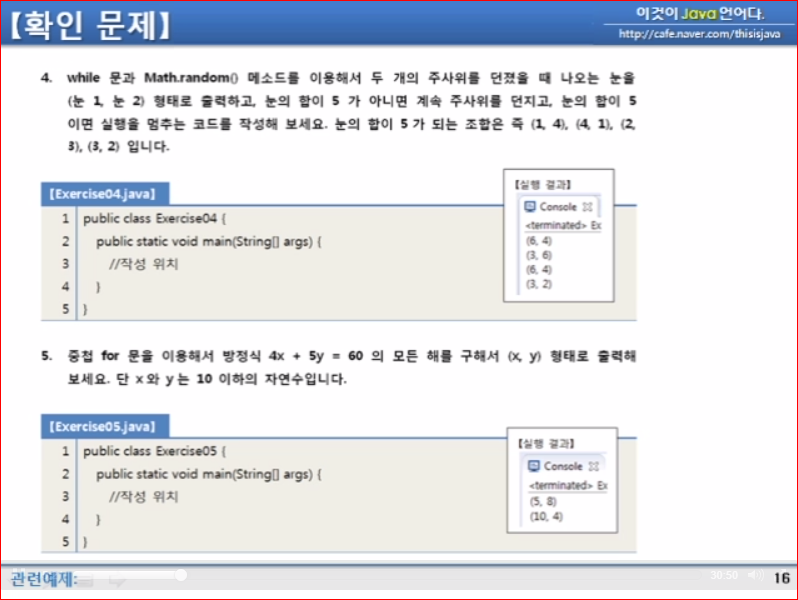 [확인 문제]
이것이 Java 언어다.
http://cafe.naver.com/thisisjava
4. while 문과 Math.random() 메소드를 이용해서 두 개의 주사위를 던졌을 때 나오는 눈을
(눈 1, 눈 2) 형태로 출력하고, 눈의 합이 5 가 아니면 계속 주사위를 던지고, 눈의 합이 5
이면 실행을 멈추는 코드를 작성해 보세요. 눈의 합이 5 가 되는 조합은 즉 (1, 4), (4, 1), (2,
3), (3, 2) 입니다.
[Exercise04.java]
1 public class Exercise04 {
2 public static void main(String[] args) {
3 //작성 위치
4 }
5 }
[실행 결과]
Console
<terminated> Ex
(6, 4)
(3, 6)
(6, 4)
(3, 2)
5. 중첩 for 문을 이용해서 방정식 4x + 5y = 60 의 모든 해를 구해서 (x, y) 형태로 출력해
보세요. 단 x 와 y 는 10 이하의 자연수입니다.
[Exercise05.java]
1 public class Exercise05 {
2 public static void main(String[] args) {
3 //작성 위치
4 }
5 }
[실행 결과]
Console
<terminated> Ex
(5, 8)
(10, 4)
관련예제:
30:50
16